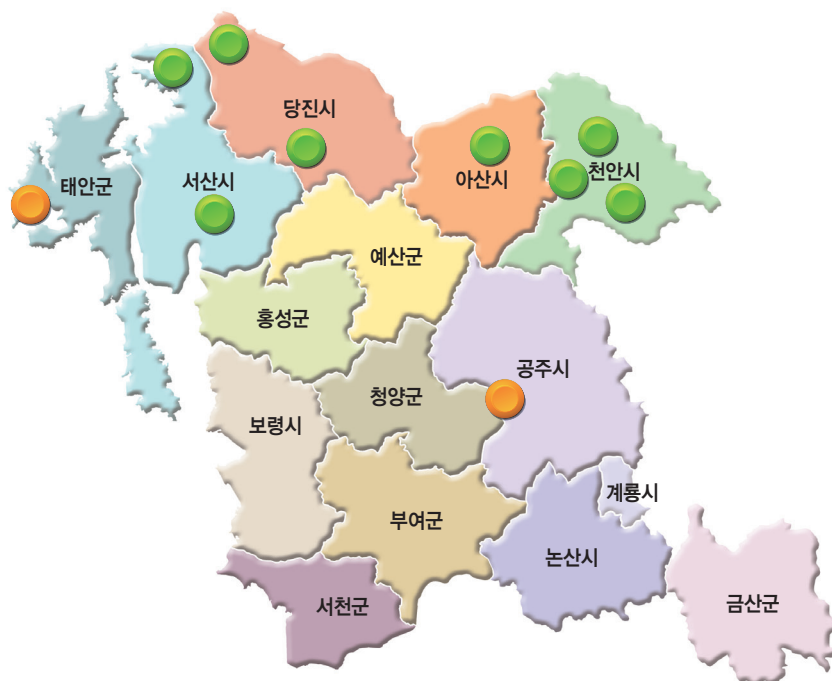 당진시
아산시
천안시
태안군
서산시
예산군
홍성군
공주시
청양군
보령시
계룡시
부여군
논산시
서천군
금산군